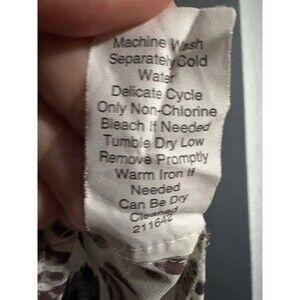 Machine Wash
Separately Cold
Water
Delicate Cycle
Only Non-Chlorine
Bleach If Needed
Tumble Dry Low
Remove Promptly
Warm Iron If
Needed
Can Be Dry
Cleaned
211642